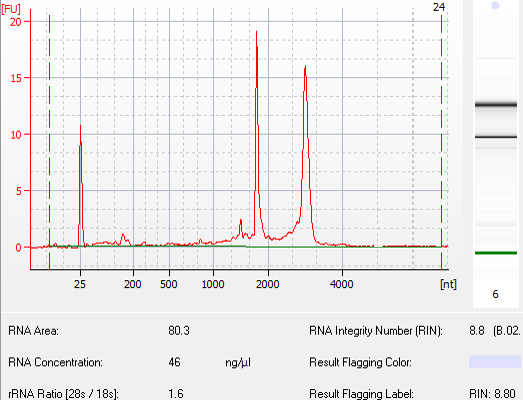 [FU]
24
20
15
10
5
0
25 200 500 1000 2000 4000 [nt]
6
RNA Area: 80.3 RNA Integrity Number (RIN): 8.8 (B.02.
RNA Concentration: 46 ng/µl Result Flagging Color:
rRNA Ratio [28s / 18s]: 1.6 Result Flagging Label: RIN: 8.80